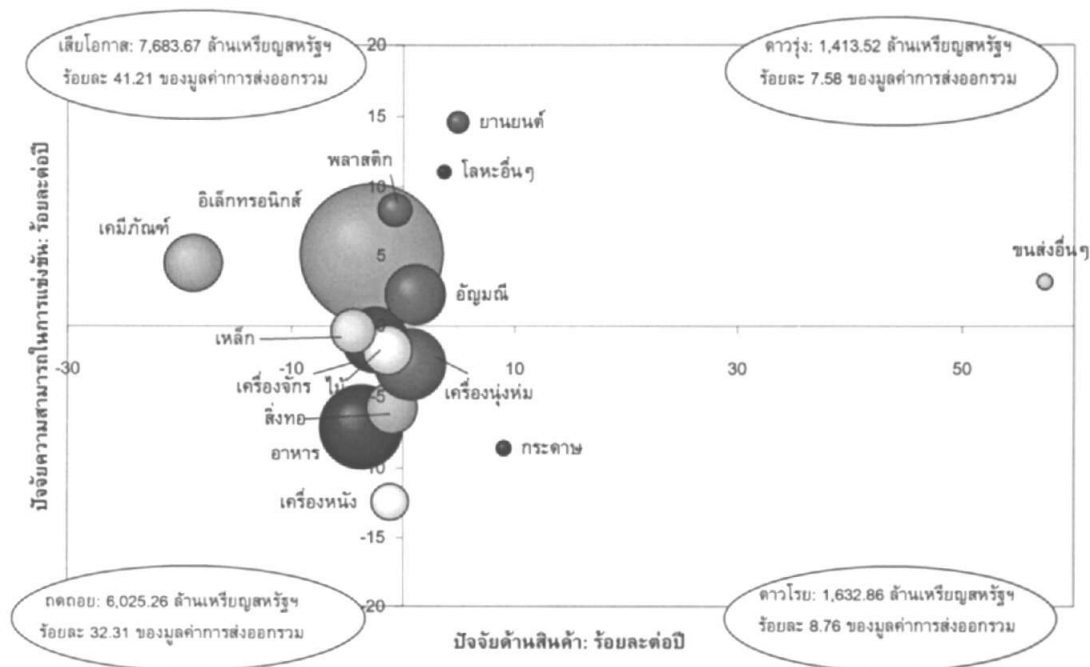 เสียโอกาส: 7,683.67 ล้านเหรียญสหรัฐฯ
ร้อยละ 41.21 ของมูลค่าการส่งออกรวม
ดาวรุ่ง: 1,413.52 ล้านเหรียญสหรัฐฯ
ร้อยละ 7.58 ของมูลค่าการส่งออกรวม
ปัจจัยความสามารถในการแข่งขัน: ร้อยละต่อปี
20
15
10
5
0
-5
-10
-15
-20
ยานยนต์
พลาสติก
โลหะอื่นๆ
อิเล็กทรอนิกส์
เคมีภัณฑ์
ขนส่งอื่นๆ
อัญมณี
เหล็ก
-30
-10
10
30
50
เครื่องจักร
ไม้
เครื่องนุ่งห่ม
สิ่งทอ
อาหาร
กระดาษ
เครื่องหนัง
ถดถอย: 6,025.26 ล้านเหรียญสหรัฐฯ
ร้อยละ 32.31 ของมูลค่าการส่งออกรวม
ดาวโรย: 1,632.86 ล้านเหรียญสหรัฐฯ
ร้อยละ 8.76 ของมูลค่าการส่งออกรวม
ปัจจัยด้านสินค้า: ร้อยละต่อปี